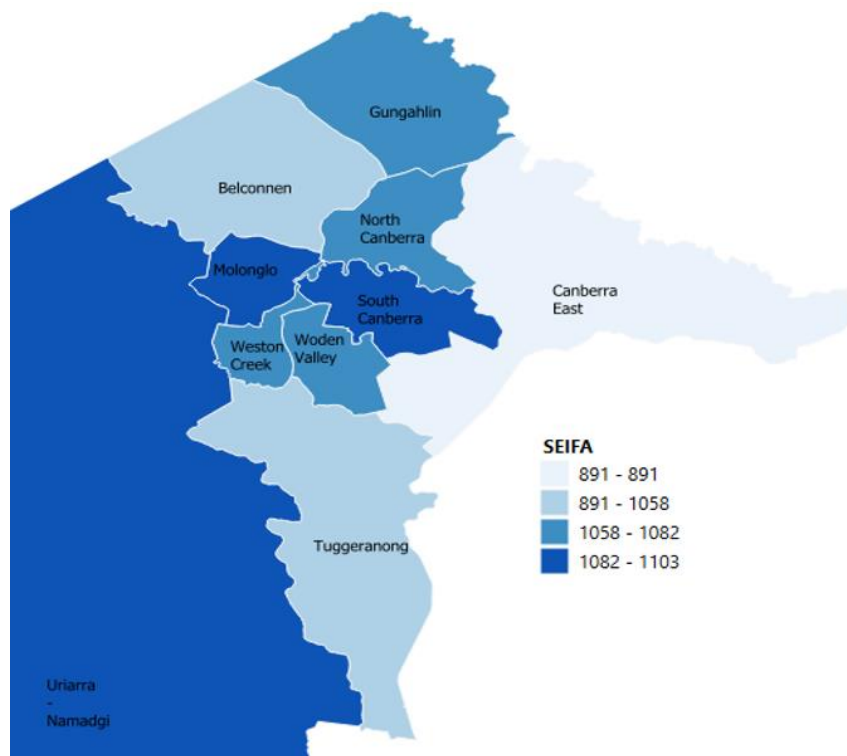 Gungahlin
Belconnen
North
Canberra
Molonglo
South
Canberra
Canberra
East
Weston
Creek
Woden
Valley
SEIFA
891 - 891
891 - 1058
1058 - 1082
1082 - 1103
Tuggeranong
Uriarra
-
Namadgi